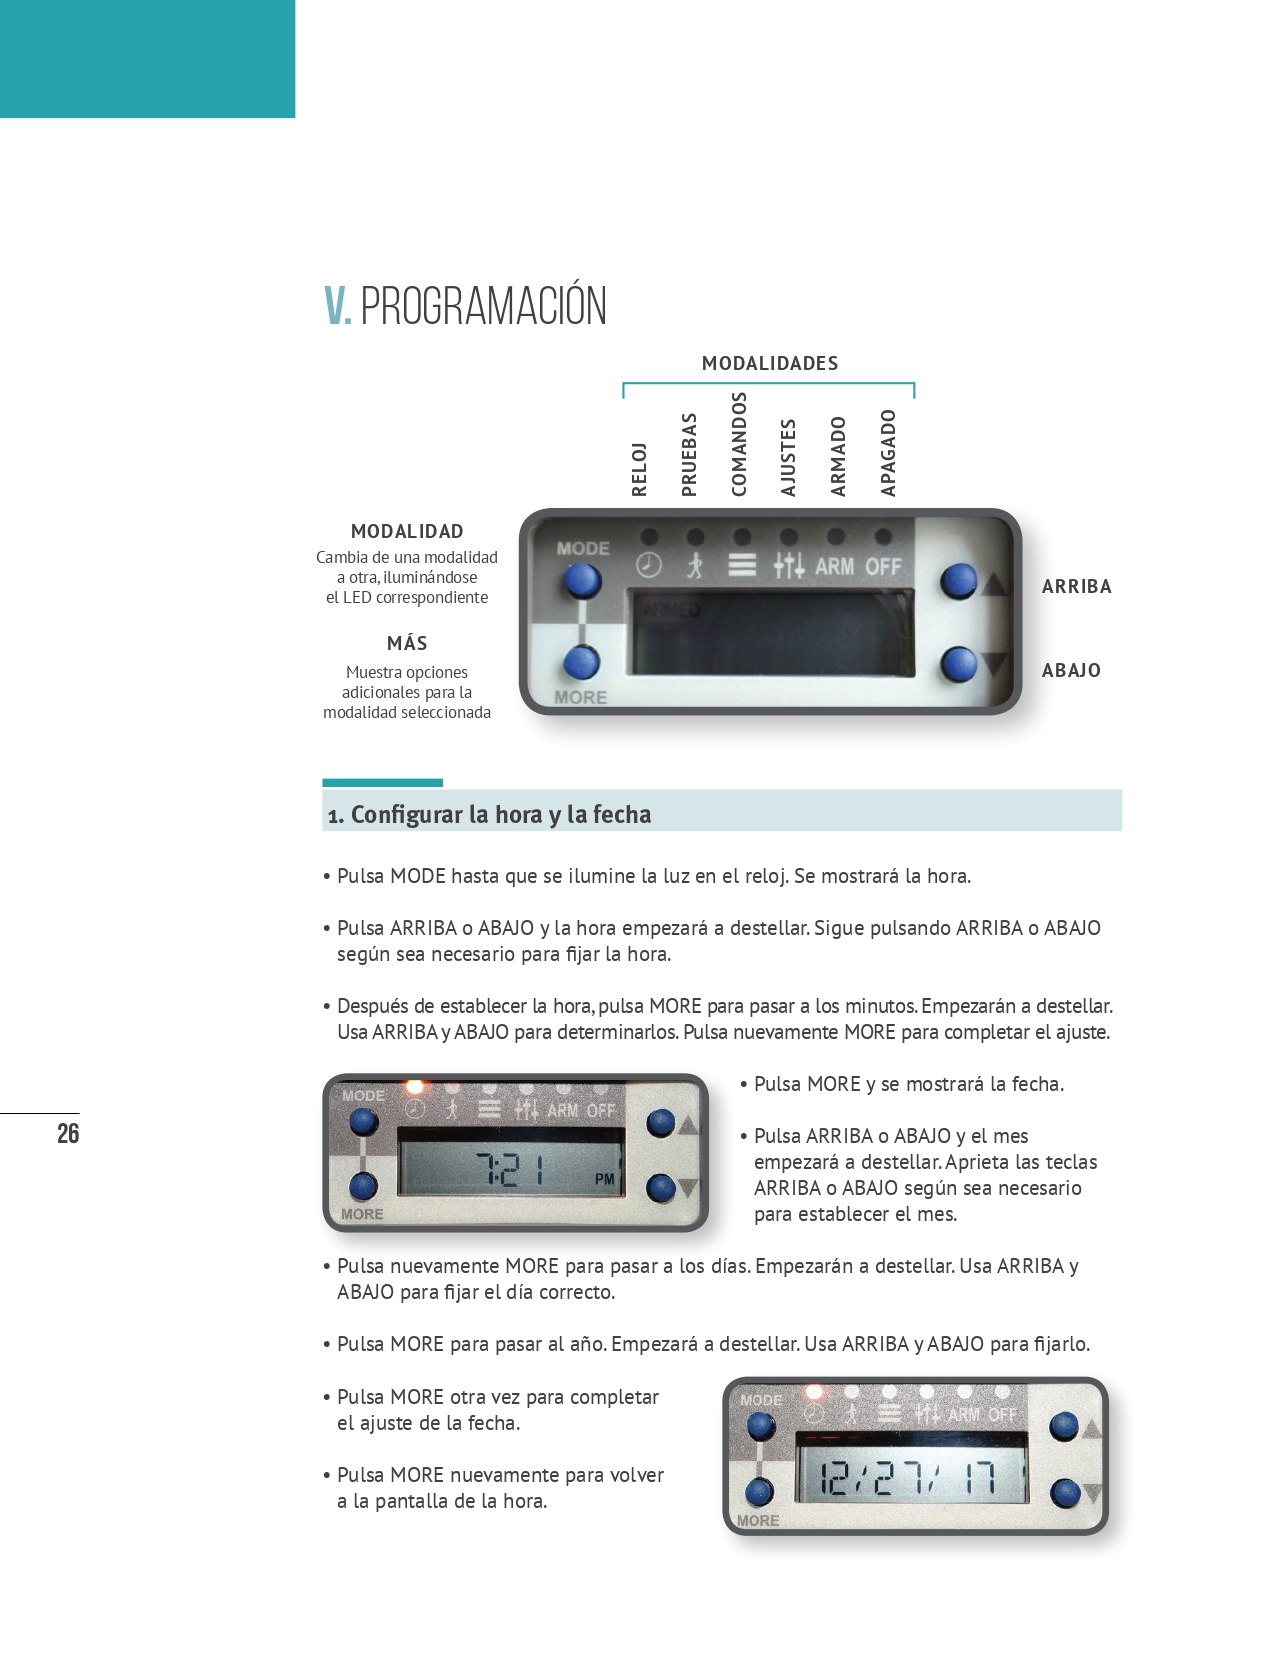 V. PROGRAMACIÓN
MODALIDADES
RELOJ
PRUEBAS
COMANDOS
AJUSTES
ARMADO
APAGADO
MODALIDAD
Cambia de una modalidad
a otra, iluminándose
el LED correspondiente
MÁS
Muestra opciones
adicionales para la
modalidad seleccionada
MODE
ARM OFF
ARMED
MORE
ARRIBA
ABAJO
1. Configurar la hora y la fecha
• Pulsa MODE hasta que se ilumine la luz en el reloj. Se mostrará la hora.
• Pulsa ARRIBA o ABAJO y la hora empezará a destellar. Sigue pulsando ARRIBA o ABAJO
según sea necesario para fijar la hora.
• Después de establecer la hora, pulsa MORE para pasar a los minutos. Empezarán a destellar.
Usa ARRIBA y ABAJO para determinarlos. Pulsa nuevamente MORE para completar el ajuste.
MODE
ARM OFF
7:21 PM
MORE
• Pulsa MORE y se mostrará la fecha.
• Pulsa ARRIBA o ABAJO y el mes
empezará a destellar. Aprieta las teclas
ARRIBA o ABAJO según sea necesario
para establecer el mes.
26
• Pulsa nuevamente MORE para pasar a los días. Empezarán a destellar. Usa ARRIBA y
ABAJO para fijar el día correcto.
• Pulsa MORE para pasar al año. Empezará a destellar. Usa ARRIBA y ABAJO para fijarlo.
• Pulsa MORE otra vez para completar
el ajuste de la fecha.
• Pulsa MORE nuevamente para volver
a la pantalla de la hora.
MODE
ARM OFF
12/27/17
MORE